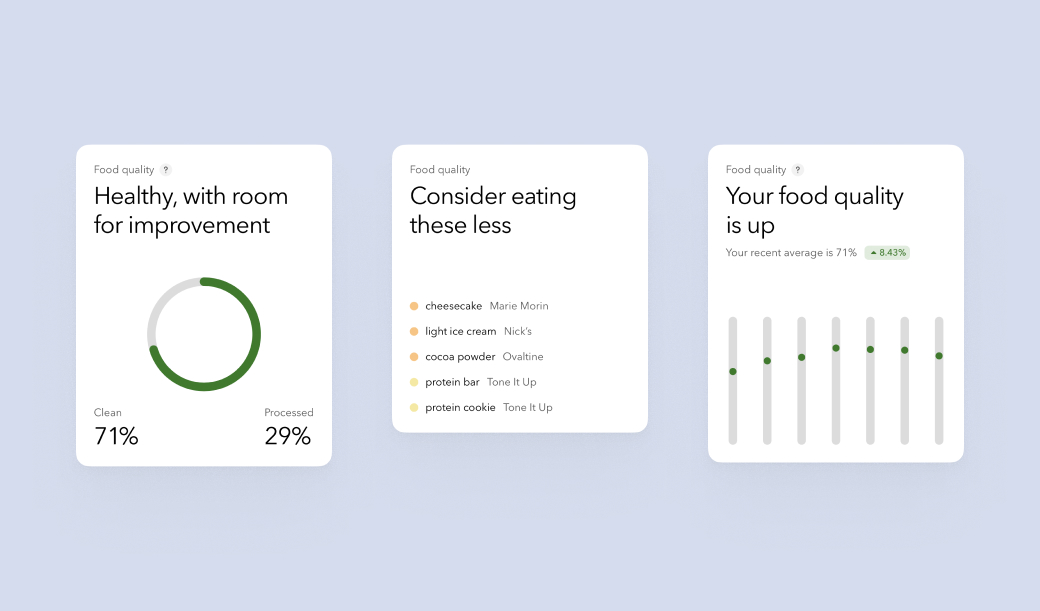 Food quality ?
Healthy, with room
for improvement
Clean
71%
Processed
29%
Food quality
Consider eating
these less
cheesecake Marie Morin
light ice cream Nick's
cocoa powder Ovaltine
protein bar Tone It Up
protein cookie Tone It Up
Food quality ?
Your food quality
is up
Your recent average is 71% 8.43%